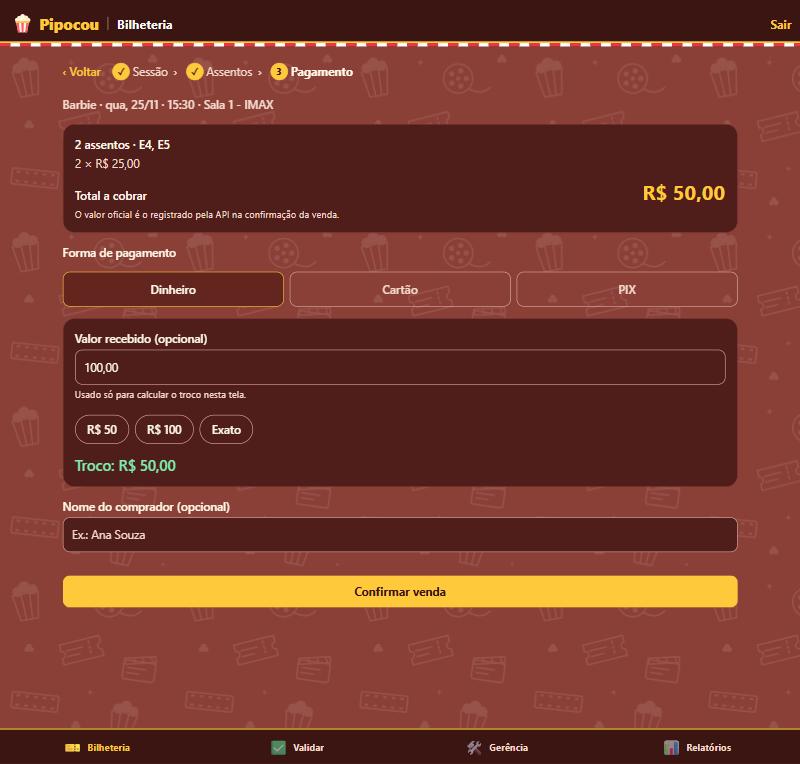 Pipocou | Bilheteria Sair
‹ Voltar ✓ Sessão › ✓ Assentos › 3 Pagamento
Barbie · qua, 25/11 · 15:30 · Sala 1 - IMAX
2 assentos · E4, E5
2 × R$ 25,00
Total a cobrar R$ 50,00
O valor oficial é o registrado pela API na confirmação da venda.
Forma de pagamento
Dinheiro Cartão PIX
Valor recebido (opcional)
100,00
Usado só para calcular o troco nesta tela.
R$ 50 R$ 100 Exato
Troco: R$ 50,00
Nome do comprador (opcional)
Ex.: Ana Souza
Confirmar venda
Bilheteria Validar Gerência Relatórios